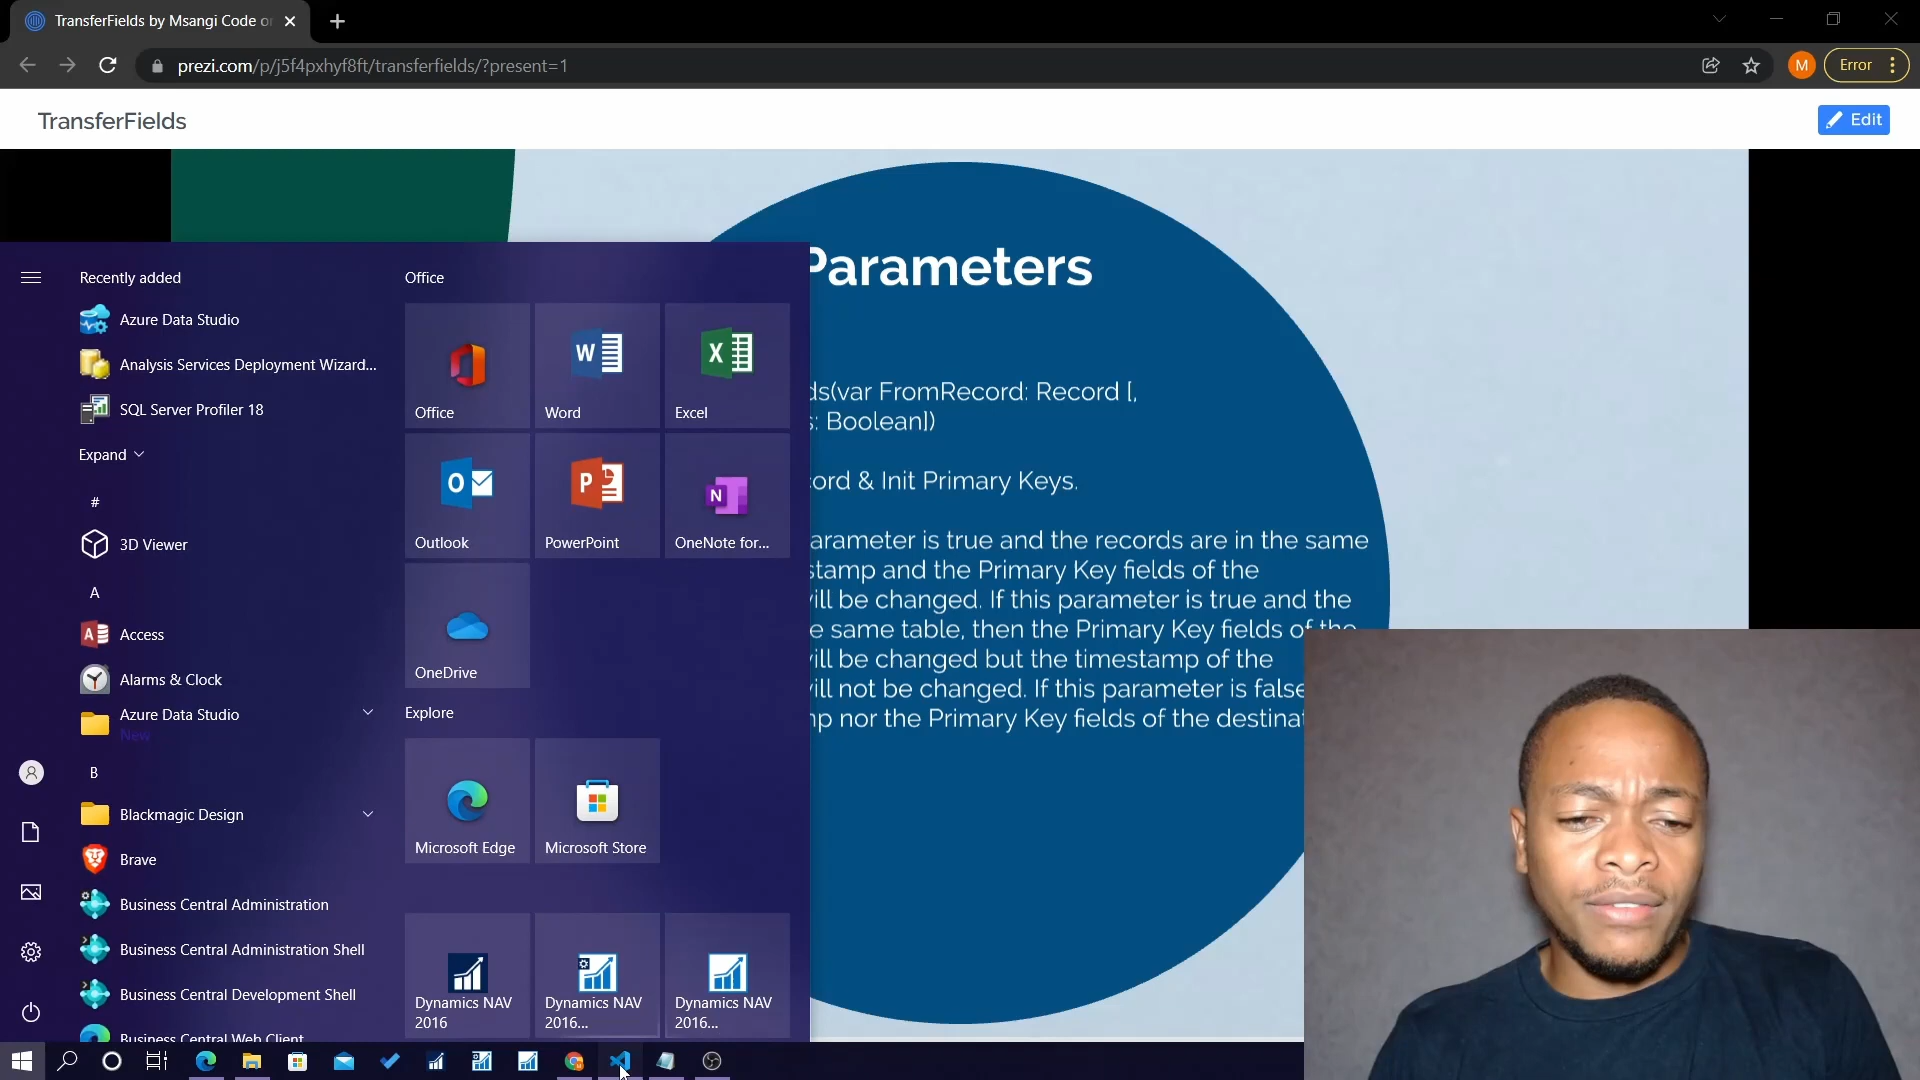 TransferFields by Msangi Code or
prezi.com/p/j5f4pxhyf8ft/transferfields/?present=1
M
Error
TransferFields
Edit
Parameters
ds(var FromRecord: Record [,
s: Boolean])
cord & Init Primary Keys.
arameter is true and the records are in the same
stamp and the Primary Key fields of the
ill be changed. If this parameter is true and the
e same table, then the Primary Key fields of the
ill be changed but the timestamp of the
ill not be changed. If this parameter is false
np nor the Primary Key fields of the destinat
Recently added
Azure Data Studio
Analysis Services Deployment Wizard...
SQL Server Profiler 18
Expand
#
3D Viewer
A
Access
Alarms & Clock
Azure Data Studio
New
B
Blackmagic Design
Brave
Business Central Administration
Business Central Administration Shell
Business Central Development Shell
Business Central Web Client
Office
Office
Word
Excel
Outlook
PowerPoint
OneNote for...
OneDrive
Explore
Microsoft Edge
Microsoft Store
Dynamics NAV
2016
Dynamics NAV
2016...
Dynamics NAV
2016...